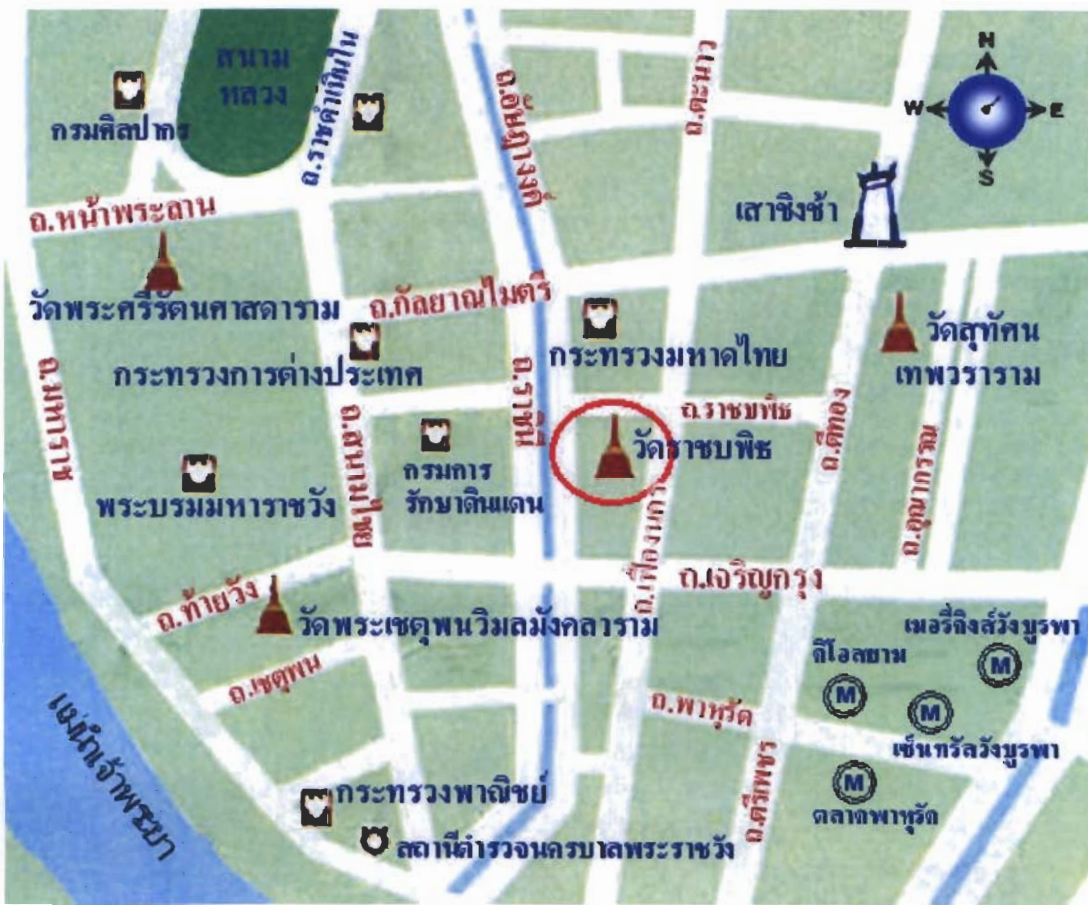 สนาม
หลวง
N
W
E
S
กรมศิลปากร
ถ.ราชดำเนินใน
ถ.อัษฎางค์
ถ.ตะนาว
ถ.หน้าพระลาน
เสาชิงช้า
วัดพระศรีรัตนศาสดาราม
ถ.กัลยาณไมตรี
กระทรวงการต่างประเทศ
กระทรวงมหาดไทย
วัดสุทัศน
เทพวราราม
ถ.มหาราช
ถ.สนามไชย
ถ.ราชินี
ถ.ราชบพิธ
ถ.ตีทอง
วัดราชบพิธ
กรมการ
รักษาดินแดน
พระบรมมหาราชวัง
ถ.เฟื่องนคร
ถ.อุณากรรณ
ถ.เจริญกรุง
ถ.ท้ายวัง
วัดพระเชตุพนวิมลมังคลาราม
ถ.เชตุพน
เมอรี่คิงส์วังบูรพา
ดิโอสยาม
M
M
M
ถ.พาหุรัด
เซ็นทรัลวังบูรพา
แม่น้ำเจ้าพระยา
ถ.ตรีเพชร
M
ตลาดพาหุรัด
กระทรวงพาณิชย์
สถานีตำรวจนครบาลพระราชวัง